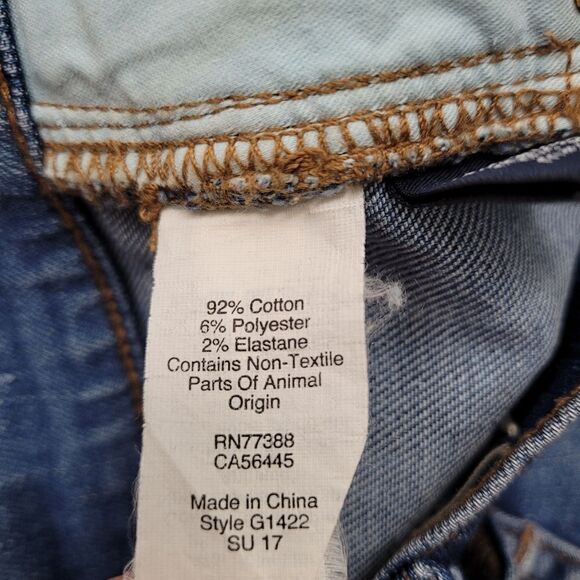 92% Cotton
6% Polyester
2% Elastane
Contains Non-Textile
Parts Of Animal
Origin
RN77388
CA56445
Made in China
Style G1422
SU 17